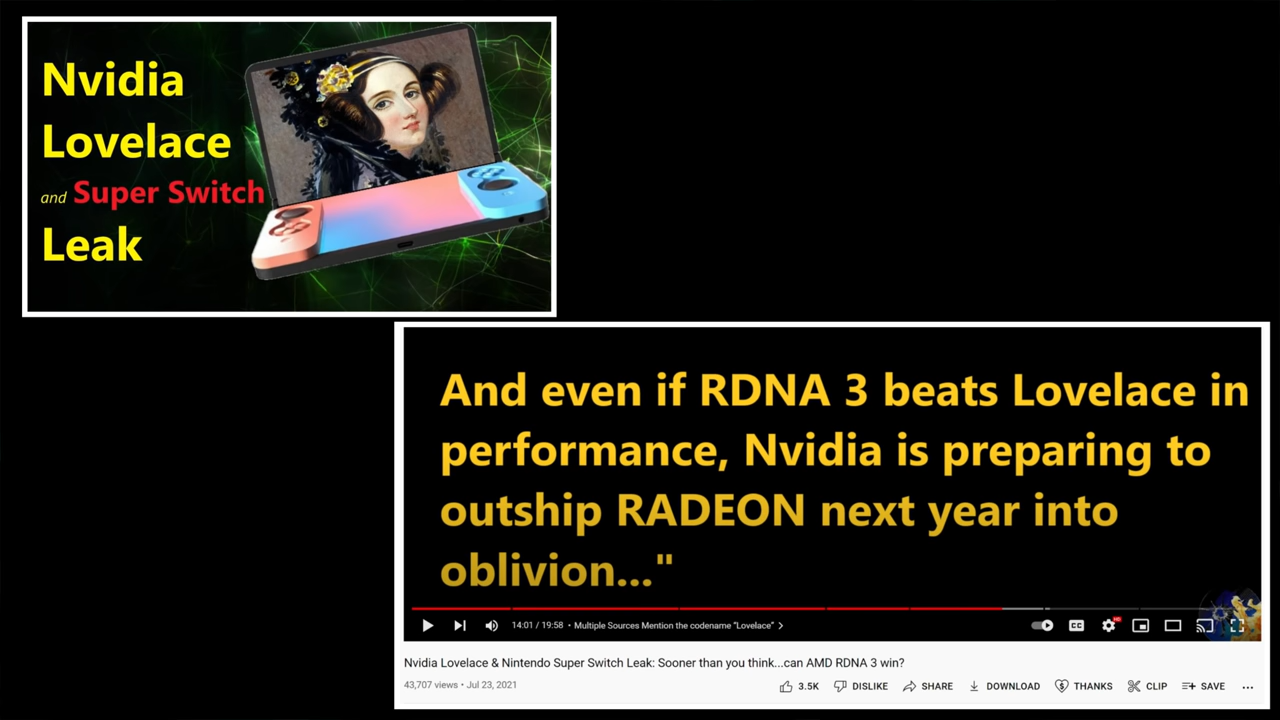 Nvidia
Lovelace
and Super Switch
Leak
And even if RDNA 3 beats Lovelace in
performance, Nvidia is preparing to
outship RADEON next year into
oblivion..."
14:01 / 19:58 • Multiple Sources Mention the codename "Lovelace" >
CC
HD
Nvidia Lovelace & Nintendo Super Switch Leak: Sooner than you think...can AMD RDNA 3 win?
43,707 views • Jul 23, 2021
3.5K DISLIKE SHARE DOWNLOAD THANKS CLIP SAVE ...